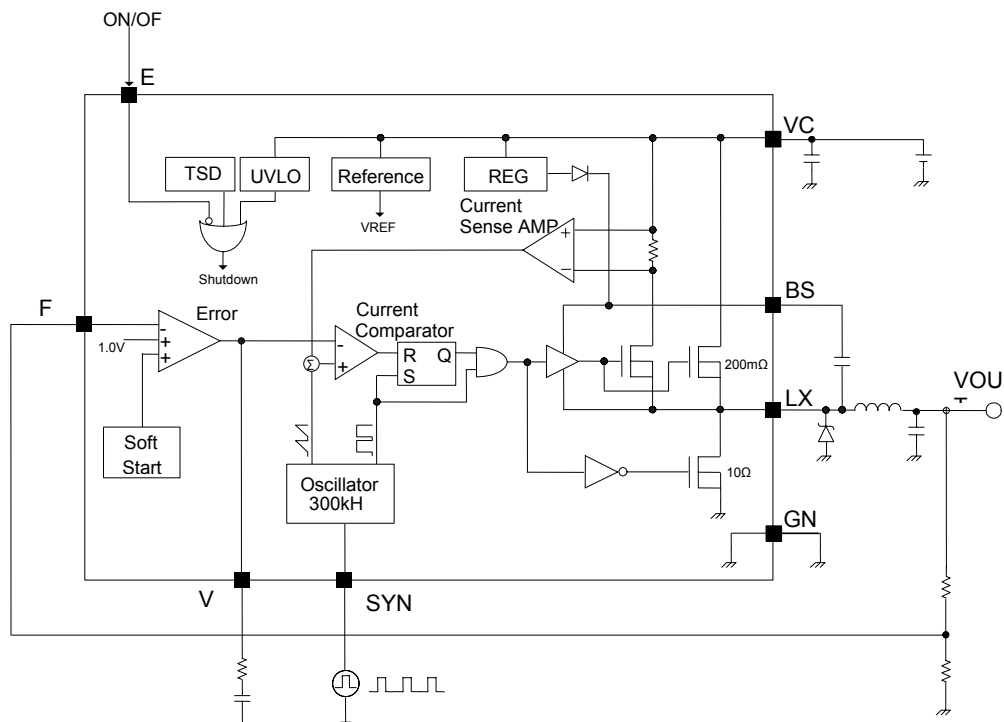 ON/OF
E
VC
TSD
UVLO
Reference
REG
VREF
Current
Sense AMP
+
−
Shutdown
BS
F
Error
-
+
+
1.0V
Current
Comparator
-
+
Σ
R
Q
S
200mΩ
LX
VOU
Soft
Start
Oscillator
300kH
10Ω
GN
V
SYN